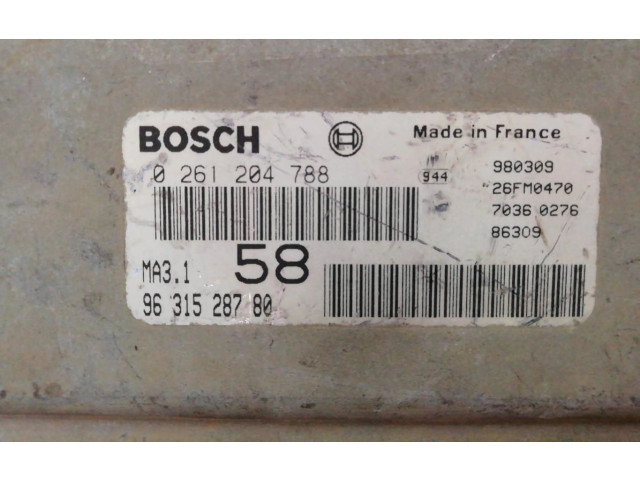 BOSCH
Made in France
0 261 204 788
944
980309
26FM0470
7036 0276
86309
MA3.1
58
96 315 287 80